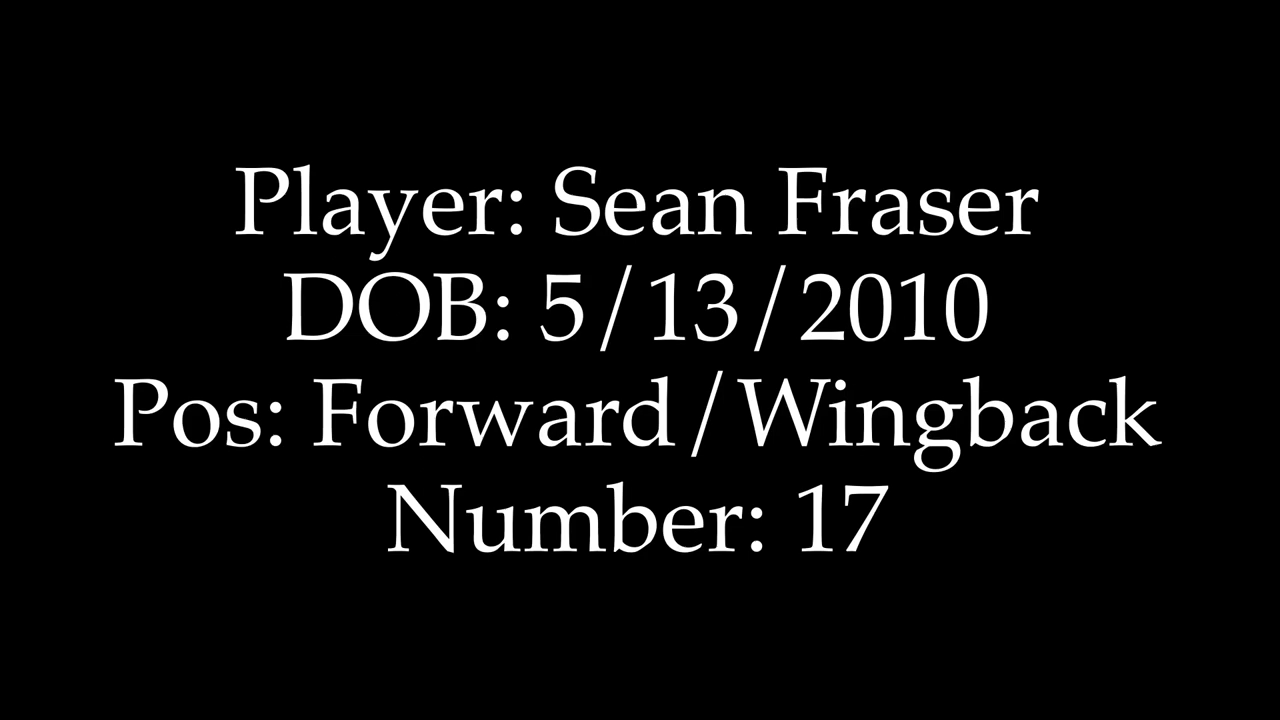 Player: Sean Fraser
DOB: 5/13/2010
Pos: Forward/Wingback
Number: 17